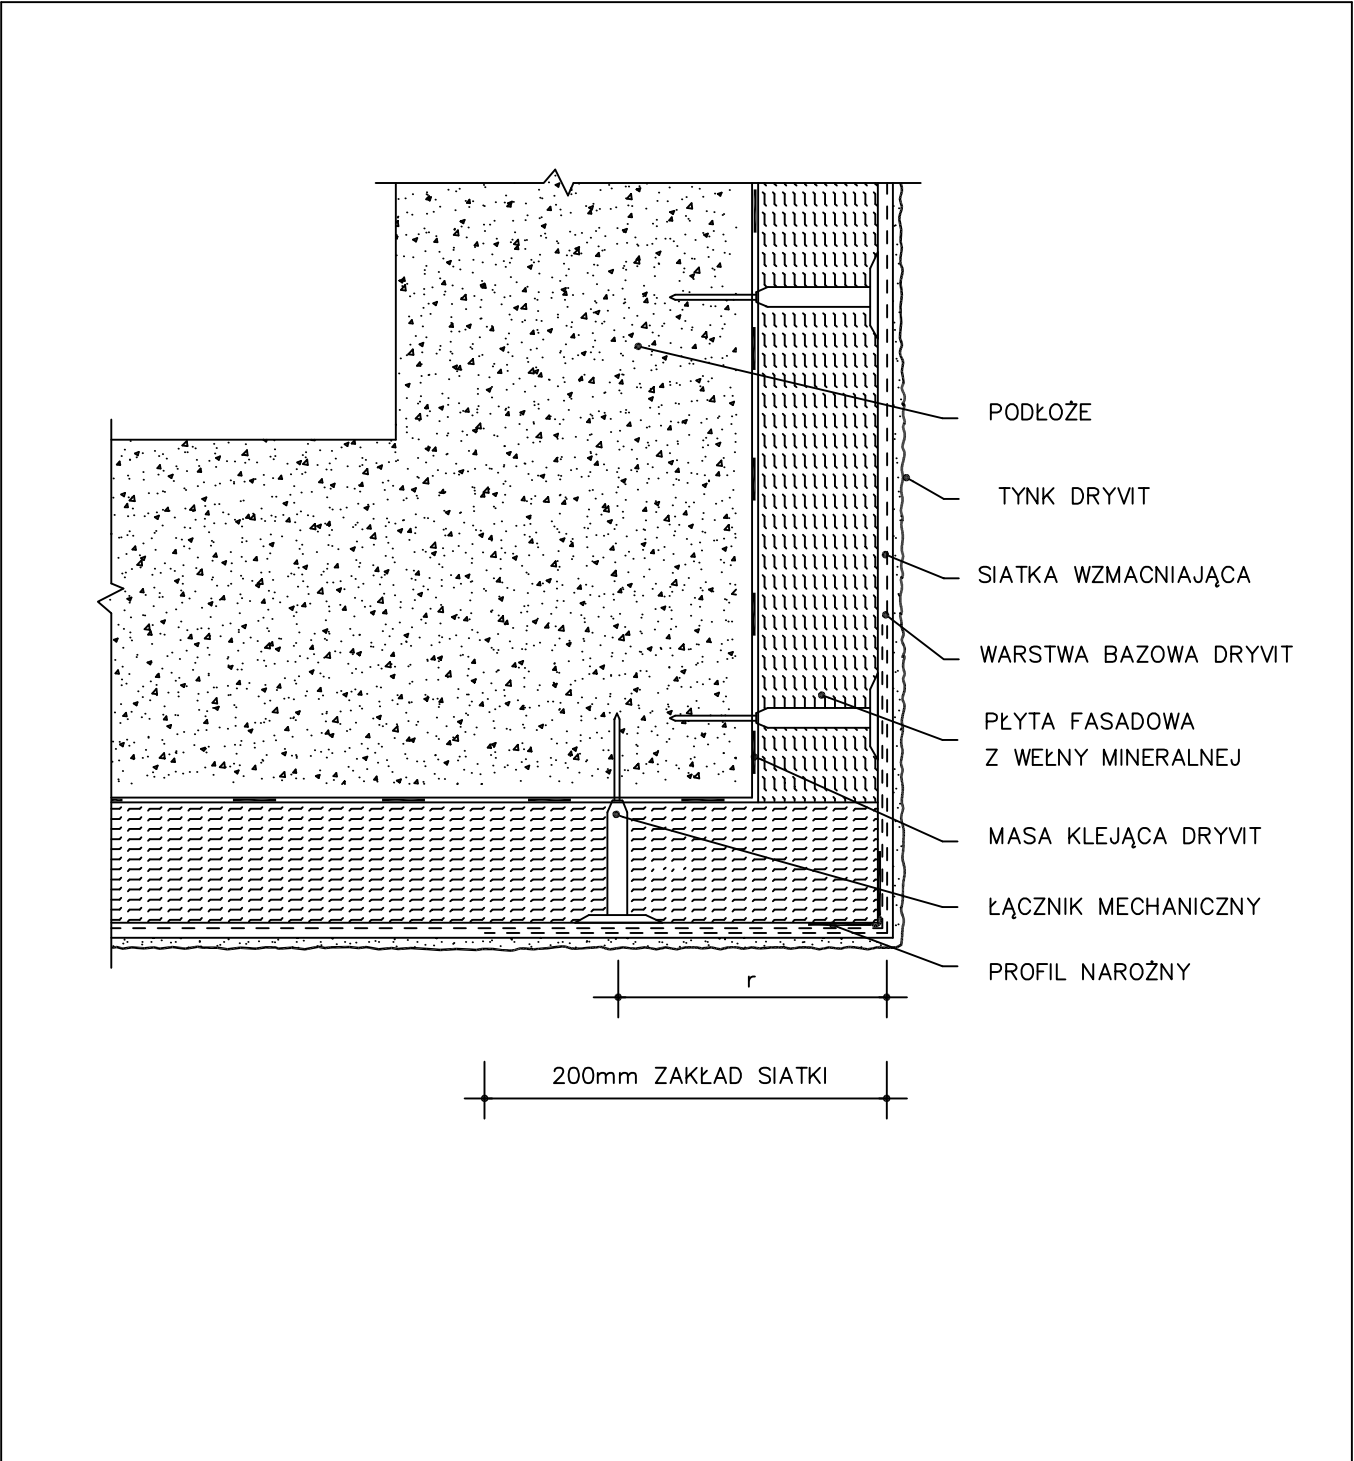 PODŁOŻE
TYNK DRYVIT
SIATKA WZMACNIAJĄCA
WARSTWA BAZOWA DRYVIT
PŁYTA FASADOWA
Z WEŁNY MINERALNEJ
MASA KLEJĄCA DRYVIT
ŁĄCZNIK MECHANICZNY
PROFIL NAROŻNY
r
200mm ZAKŁAD SIATKI